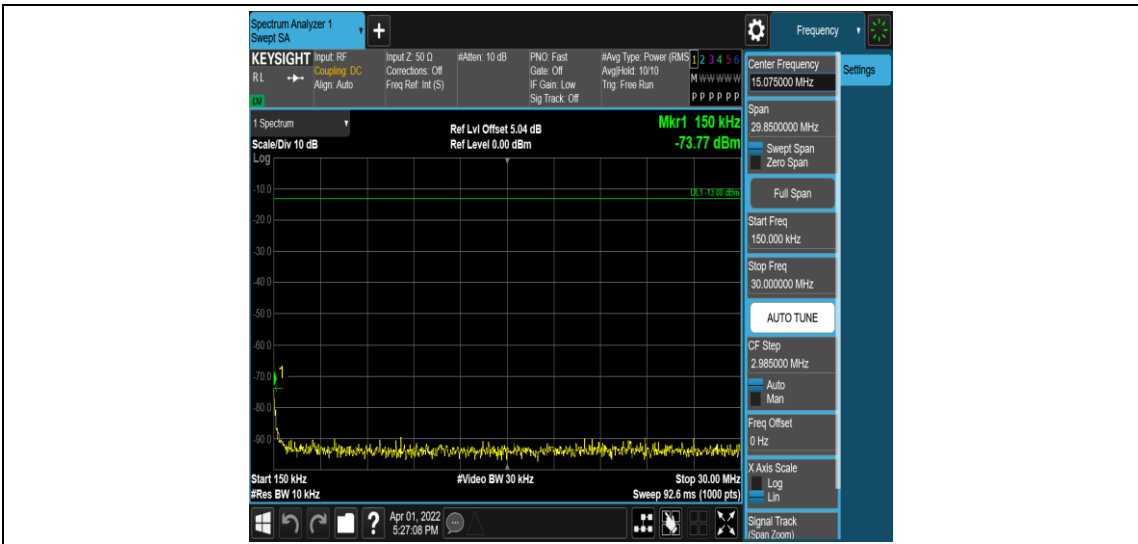 Spectrum Analyzer 1
Swept SA
Frequency
KEYSIGHT
Input: RF
Input Z: 50 Ω
#Atten: 10 dB
PNO: Fast
#Avg Type: Power (RMS
1 2 3 4 5 6
RL
Coupling: DC
Corrections: Off
Gate: Off
Avg|Hold: 10/10
M W W W W W
Align: Auto
Freq Ref: Int (S)
IF Gain: Low
Trig: Free Run
P P P P P P
Sig Track: Off
LXI
1 Spectrum
Ref Lvl Offset 5.04 dB
Mkr1 150 kHz
Scale/Div 10 dB
Ref Level 0.00 dBm
-73.77 dBm
Log
DL1 -13.00 dBm
-10.0
-20.0
-30.0
-40.0
-50.0
-60.0
-70.0
1
-80.0
-90.0
Start 150 kHz
#Video BW 30 kHz
Stop 30.00 MHz
#Res BW 10 kHz
Sweep 92.6 ms (1000 pts)
?
Apr 01, 2022
5:27:08 PM
Center Frequency
15.075000 MHz
Settings
Span
29.8500000 MHz
Swept Span
Zero Span
Full Span
Start Freq
150.000 kHz
Stop Freq
30.000000 MHz
AUTO TUNE
CF Step
2.985000 MHz
Auto
Man
Freq Offset
0 Hz
X Axis Scale
Log
Lin
Signal Track
(Span Zoom)